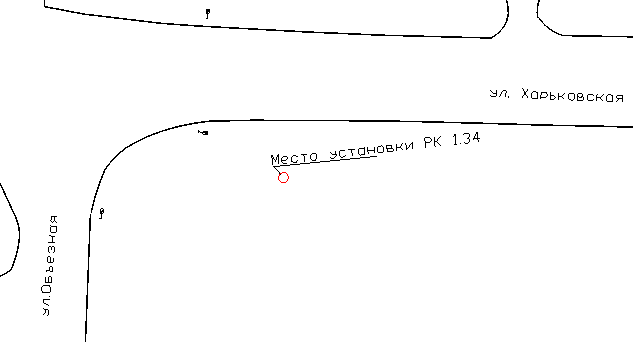 ул. Харьковская
Место установки РК 1.34
ул.Объезная